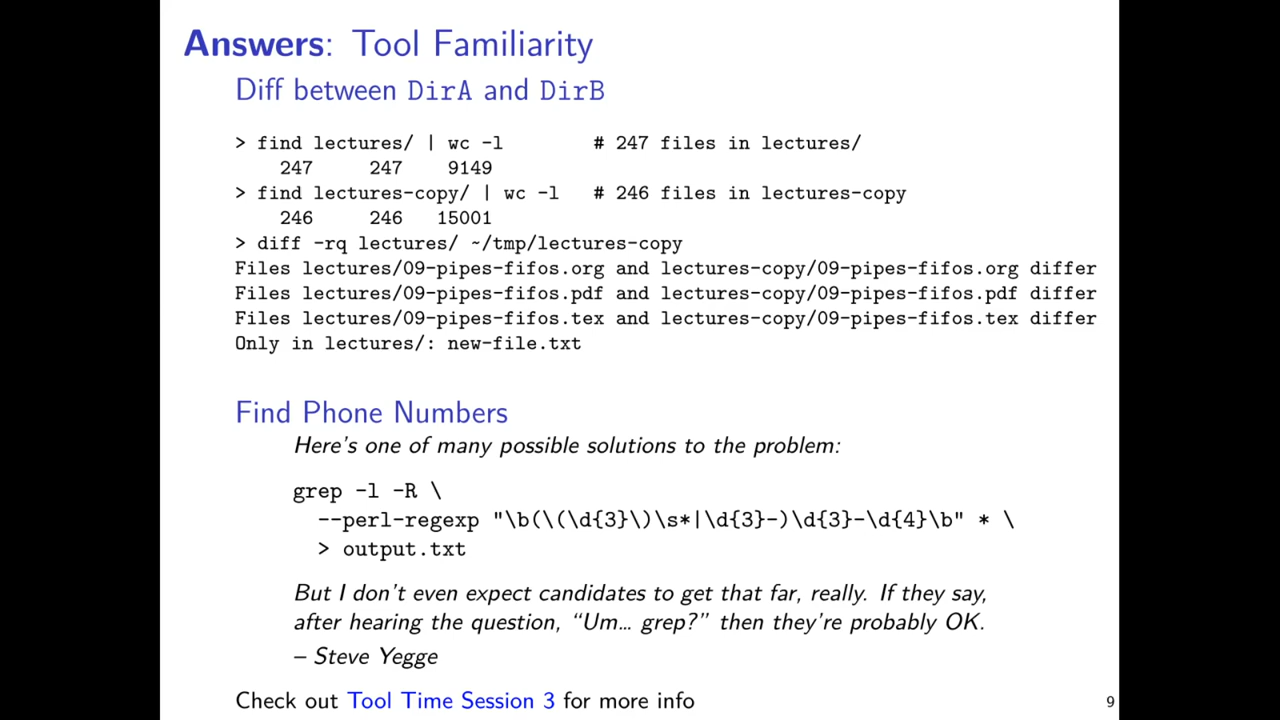 Answers: Tool Familiarity
Diff between DirA and DirB
> find lectures/ | wc -l        # 247 files in lectures/
    247     247    9149
> find lectures-copy/ | wc -l   # 246 files in lectures-copy
    246     246   15001
> diff -rq lectures/ ~/tmp/lectures-copy
Files lectures/09-pipes-fifos.org and lectures-copy/09-pipes-fifos.org differ
Files lectures/09-pipes-fifos.pdf and lectures-copy/09-pipes-fifos.pdf differ
Files lectures/09-pipes-fifos.tex and lectures-copy/09-pipes-fifos.tex differ
Only in lectures/: new-file.txt
Find Phone Numbers
Here's one of many possible solutions to the problem:
grep -l -R \
  --perl-regexp "\b(\(\d{3}\)\s*|\d{3}-)\d{3}-\d{4}\b" * \
  > output.txt
But I don't even expect candidates to get that far, really. If they say,
after hearing the question, “Um… grep?” then they're probably OK.
– Steve Yegge
Check out Tool Time Session 3 for more info
9